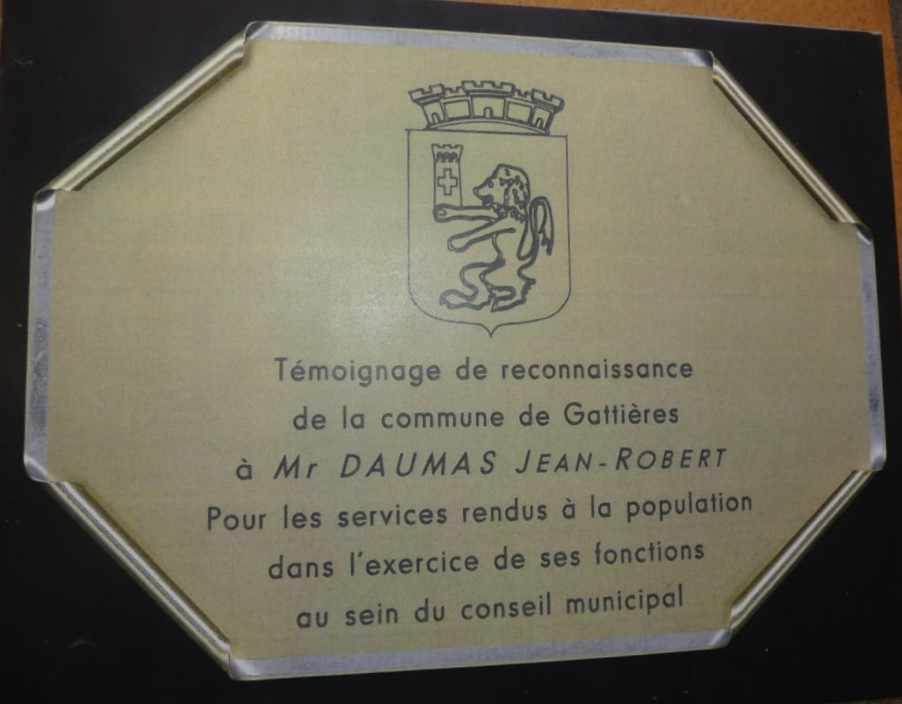 Témoignage de reconnaissance
de la commune de Gattières
à Mr DAUMAS JEAN-ROBERT
Pour les services rendus à la population
dans l'exercice de ses fonctions
au sein du conseil municipal